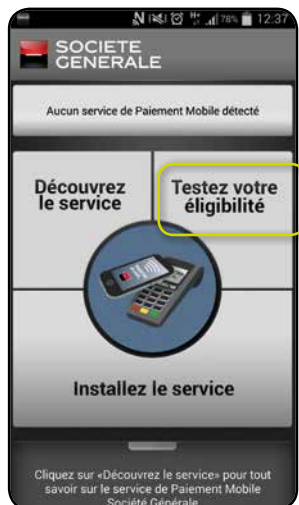 78% 12:37
SOCIETE
GENERALE
Aucun service de Paiement Mobile détecté
Découvrez
le service
Testez votre
éligibilité
Installez le service
Cliquez sur «Découvrez le service» pour tout
savoir sur le service de Paiement Mobile
Société Générale